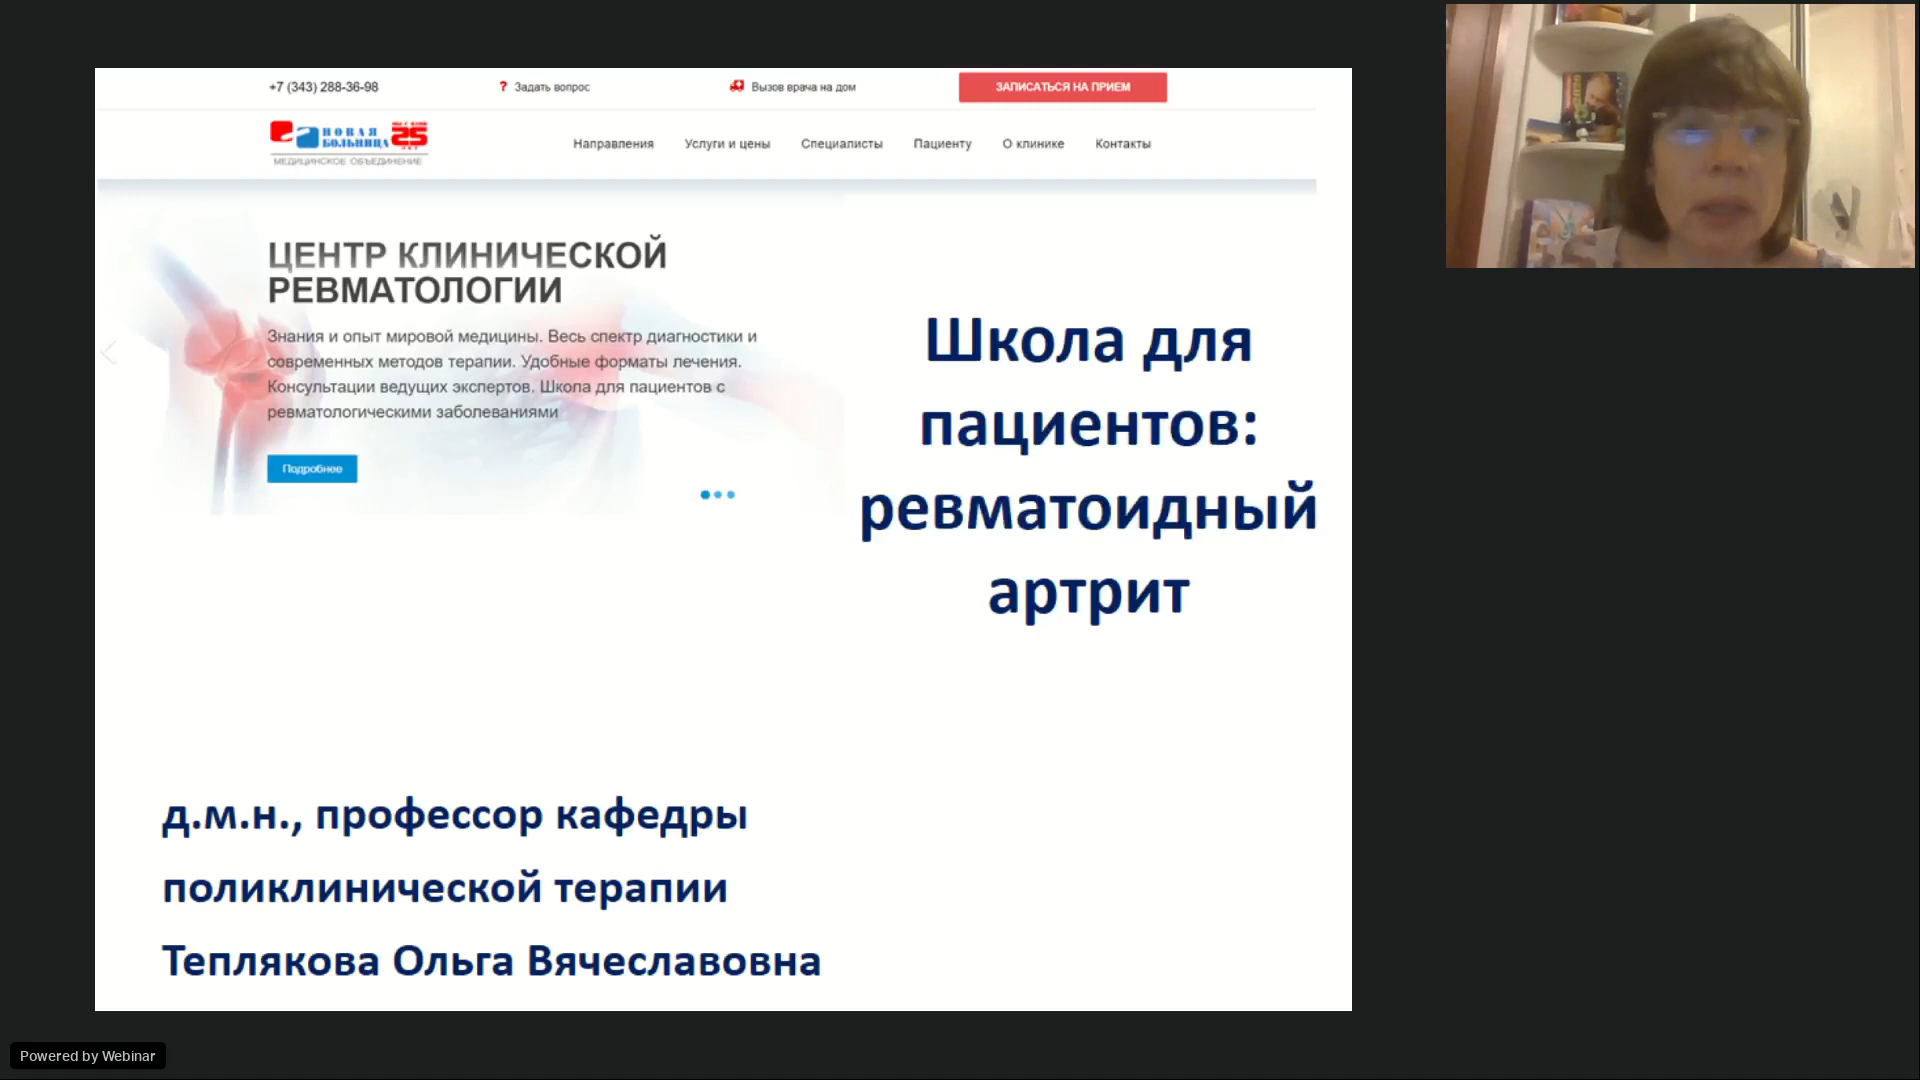 +7 (343) 288-36-98
? Задать вопрос
Вызов врача на дом
ЗАПИСАТЬСЯ НА ПРИЕМ
НОВАЯ
БОЛЬНИЦА
МЫ С ВАМИ
25
ЛЕТ
МЕДИЦИНСКОЕ ОБЪЕДИНЕНИЕ
Направления
Услуги и цены
Специалисты
Пациенту
О клинике
Контакты
ЦЕНТР КЛИНИЧЕСКОЙ
РЕВМАТОЛОГИИ
Знания и опыт мировой медицины. Весь спектр диагностики и
современных методов терапии. Удобные форматы лечения.
Консультации ведущих экспертов. Школа для пациентов с
ревматологическими заболеваниями
Подробнее
Школа для
пациентов:
ревматоидный
артрит
д.м.н., профессор кафедры
поликлинической терапии
Теплякова Ольга Вячеславовна
Powered by Webinar